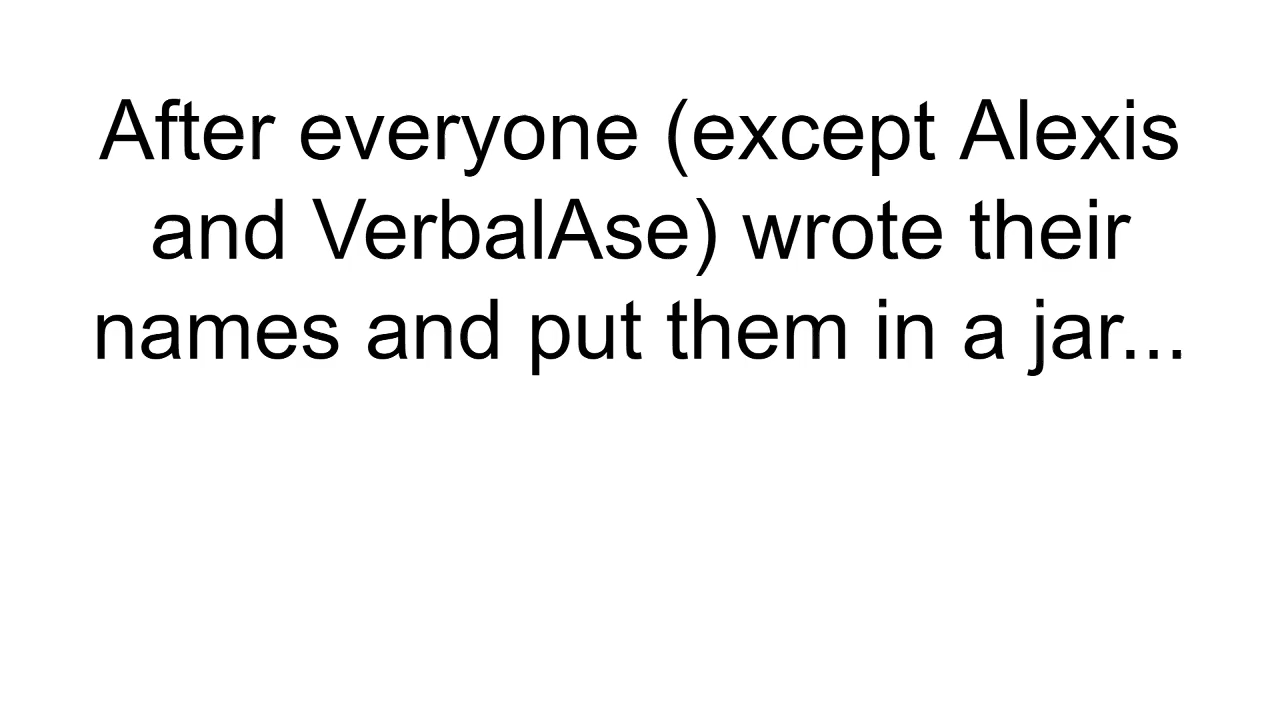 After everyone (except Alexis
and VerbalAse) wrote their
names and put them in a jar...